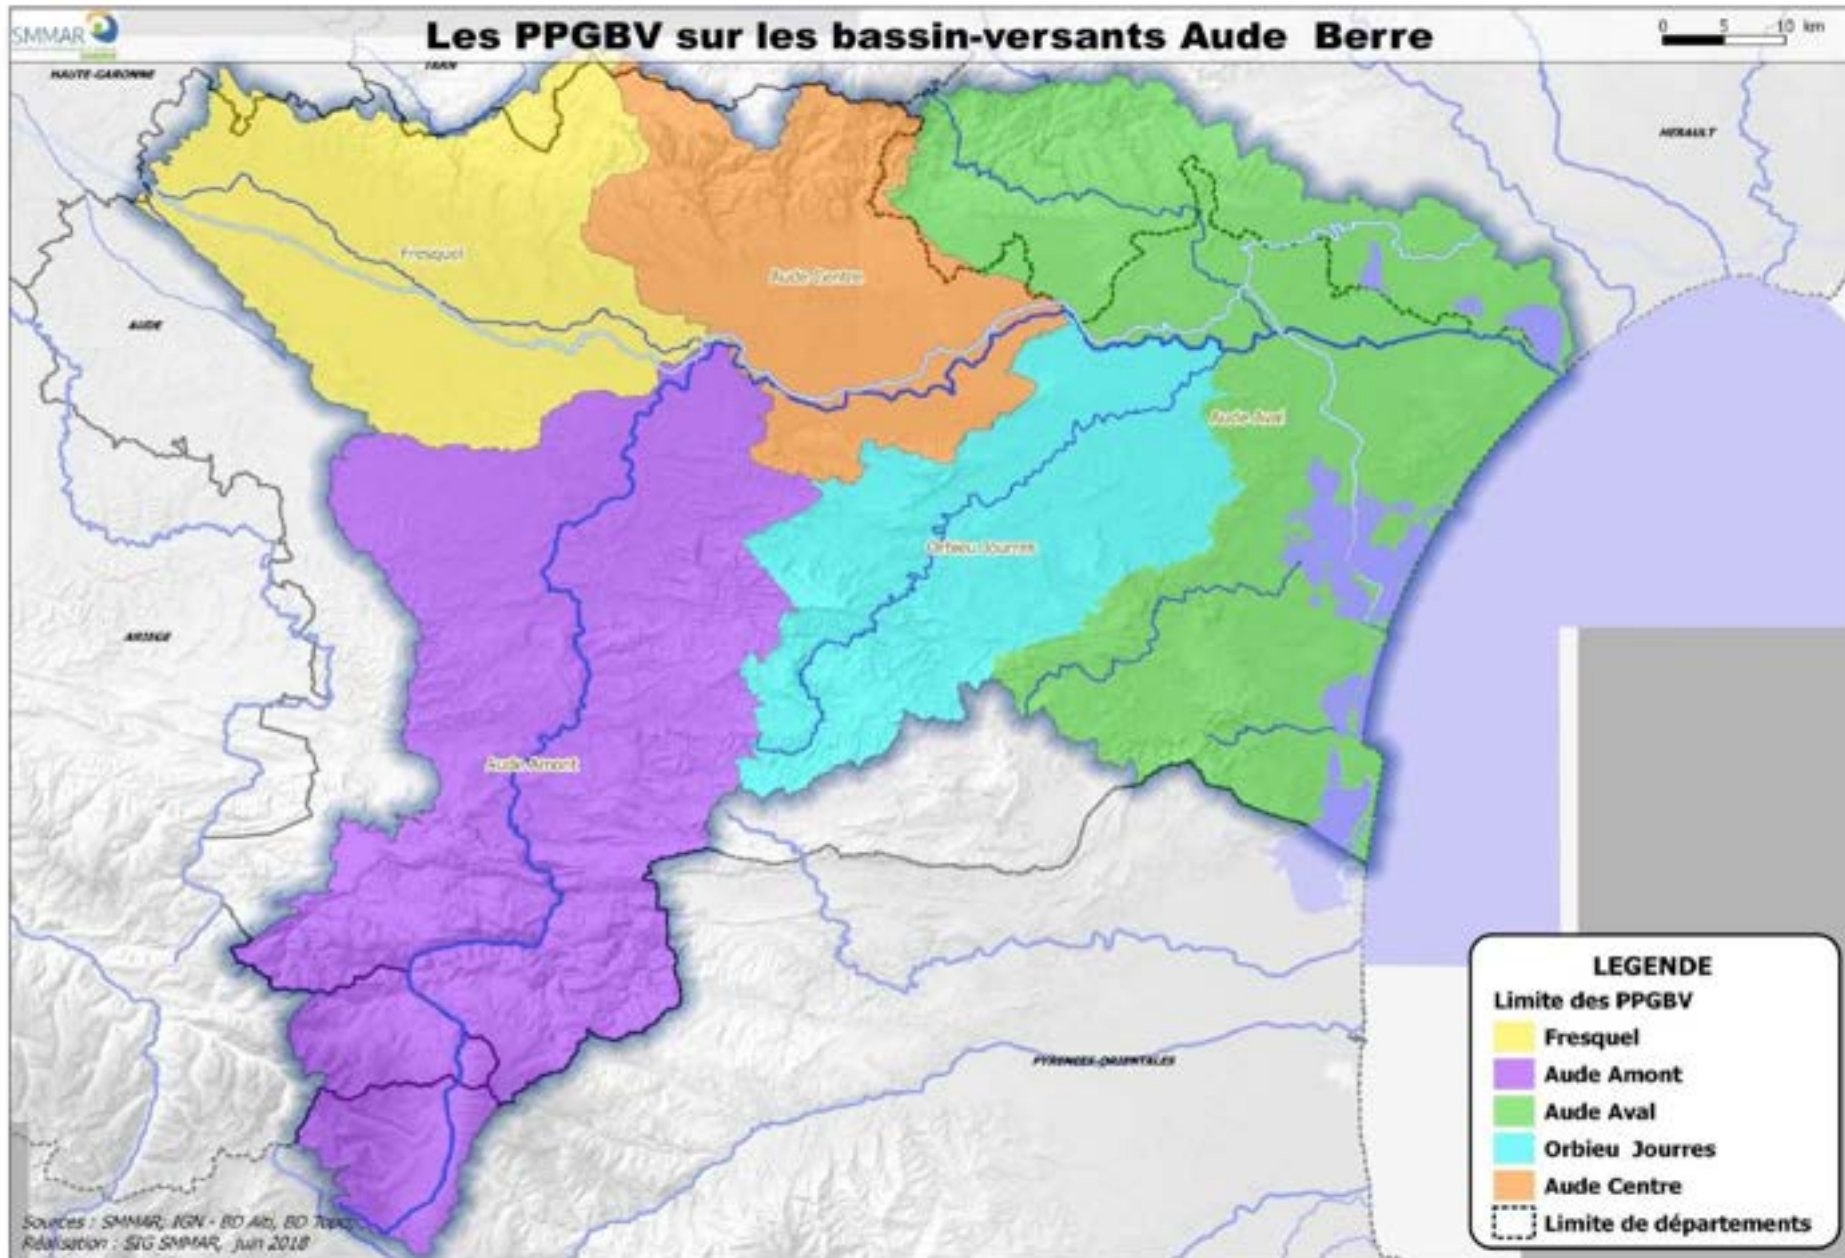 SMMAR
Les PPGBV sur les bassin-versants Aude Berre
0 5 10 km
HAUTE-GARONNE
TARN
HERAULT
Fresquel
Aude Centre
AUDE
Aude Aval
Orbieu Jourres
ARIEGE
Aude Amont
PYRENEES-ORIENTALES
LEGENDE
Limite des PPGBV
Fresquel
Aude Amont
Aude Aval
Orbieu Jourres
Aude Centre
Limite de départements
Sources : SMMAR, IGN - BD Alti, BD Topo,
Réalisation : SIG SMMAR, juin 2018